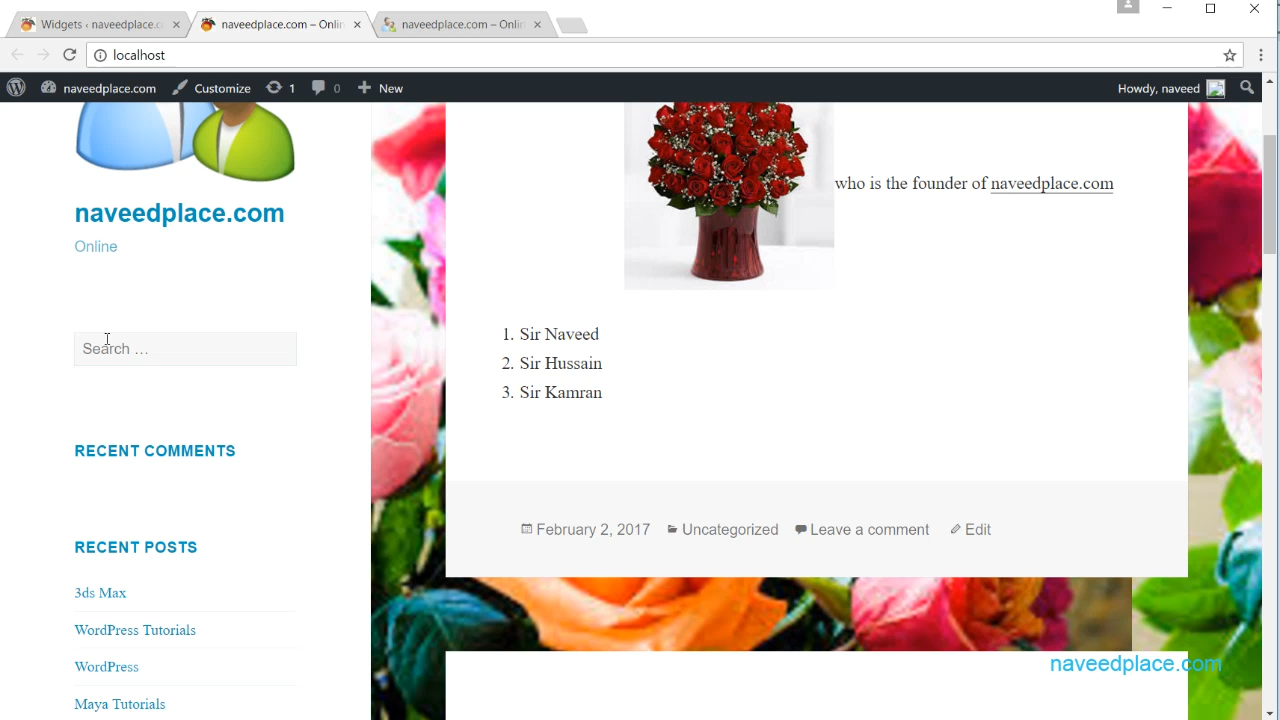 Widgets ‹ naveedplace.c
naveedplace.com – Onlin
naveedplace.com – Onlin
localhost
naveedplace.com
Customize
1
0
New
Howdy, naveed
naveedplace.com
Online
Search …
RECENT COMMENTS
RECENT POSTS
3ds Max
WordPress Tutorials
WordPress
Maya Tutorials
who is the founder of naveedplace.com
1. Sir Naveed
2. Sir Hussain
3. Sir Kamran
February 2, 2017 Uncategorized Leave a comment Edit
naveedplace.com